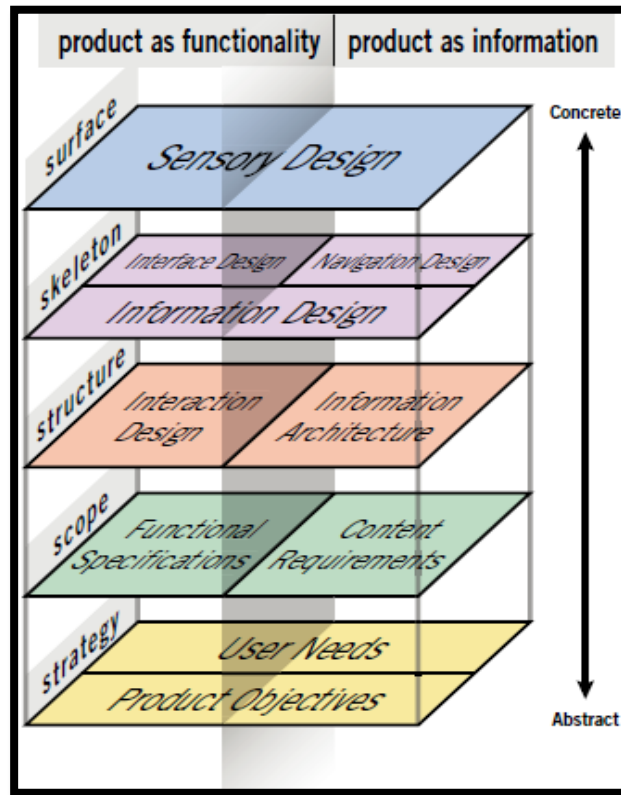 product as functionality
product as information
Concrete
surface
Sensory Design
skeleton
Interface Design
Navigation Design
Information Design
structure
Interaction
Design
Information
Architecture
scope
Functional
Specifications
Content
Requirements
strategy
User Needs
Product Objectives
Abstract